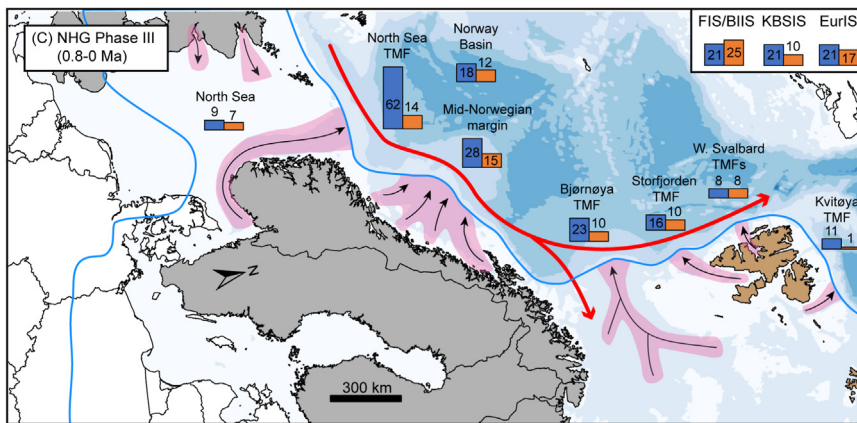 (C) NHG Phase III
(0.8-0 Ma)
North Sea
9 7
North Sea
TMF
62 14
Norway
Basin
18 12
Mid-Norwegian
margin
28 15
Bjørnøya
TMF
23 10
Storfjorden
TMF
16 10
W. Svalbard
TMFs
8 8
Kvitøya
TMF
11 1
FIS/BIIS KBSIS EurIS
21 25 21 10 21 17
N
300 km